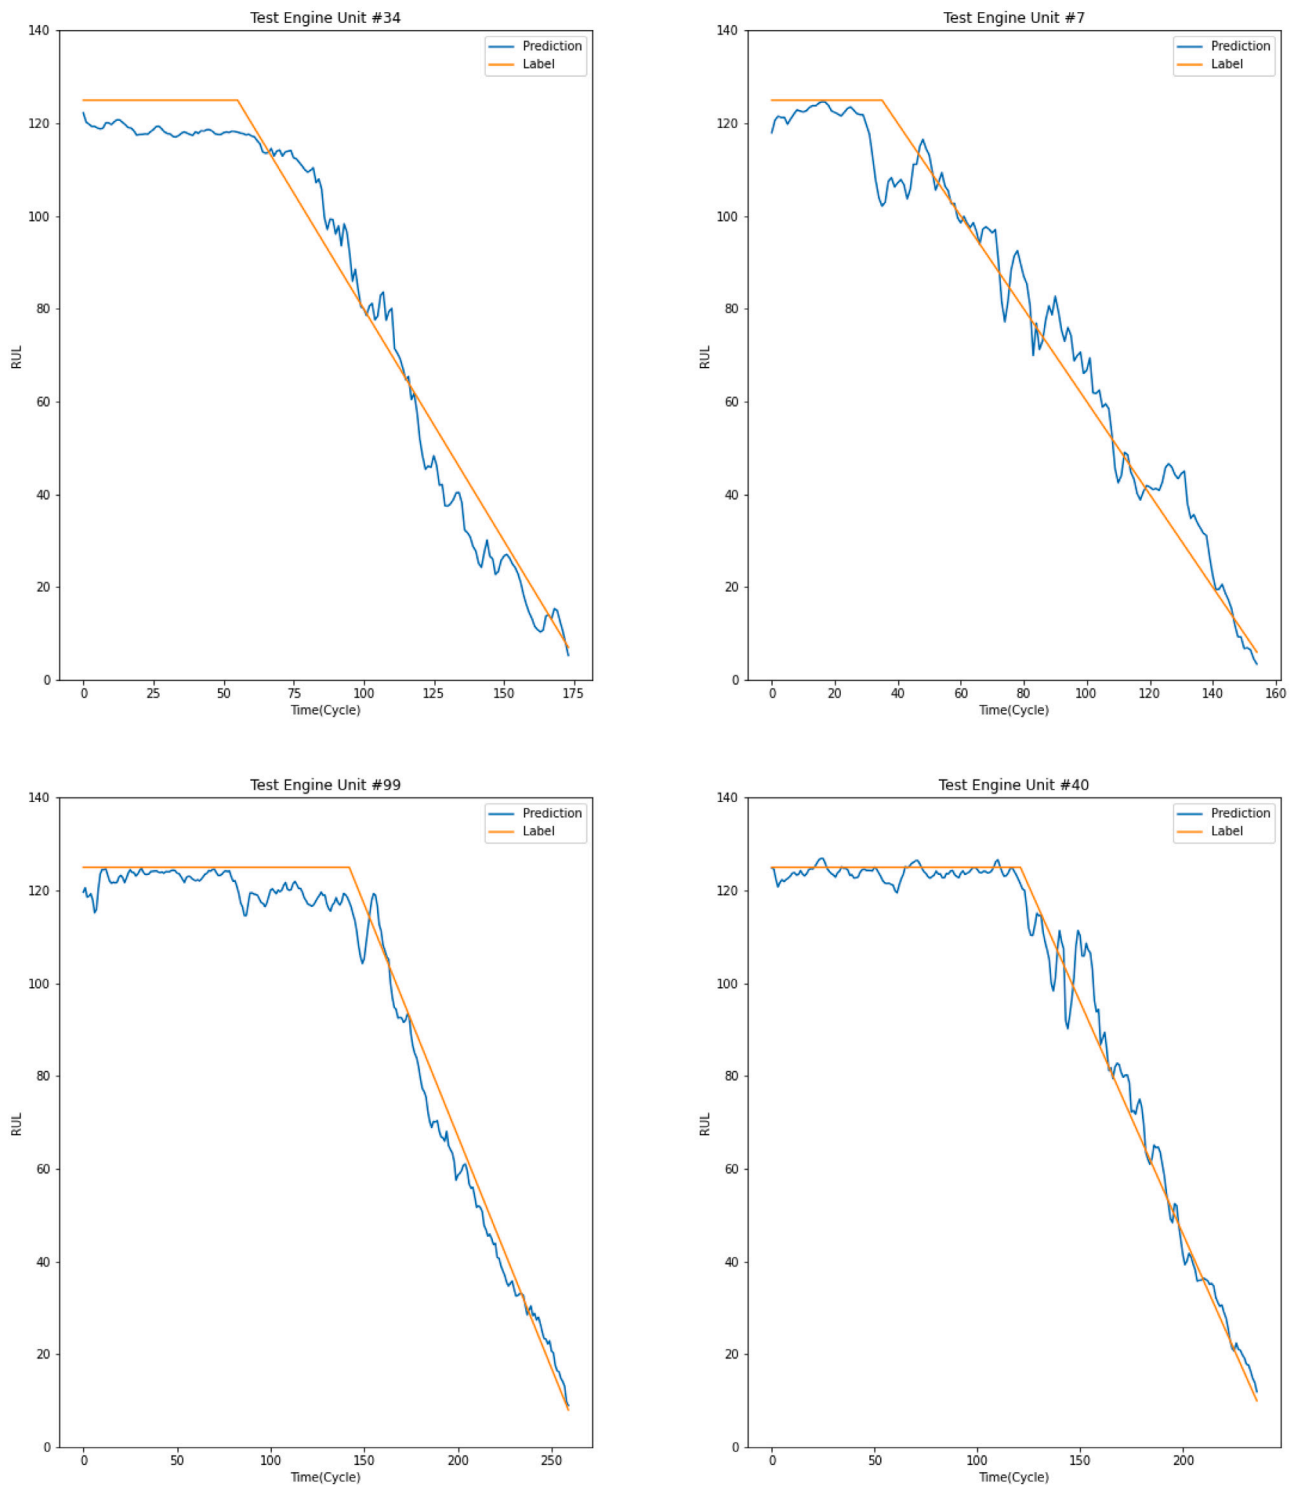 Test Engine Unit #34
140
120
100
80
60
40
20
0
RUL
Prediction
Label
0 25 50 75 100 125 150 175
Time(Cycle)
Test Engine Unit #7
140
120
100
80
60
40
20
0
RUL
Prediction
Label
0 20 40 60 80 100 120 140 160
Time(Cycle)
Test Engine Unit #99
140
120
100
80
60
40
20
0
RUL
Prediction
Label
0 50 100 150 200 250
Time(Cycle)
Test Engine Unit #40
140
120
100
80
60
40
20
0
RUL
Prediction
Label
0 50 100 150 200
Time(Cycle)